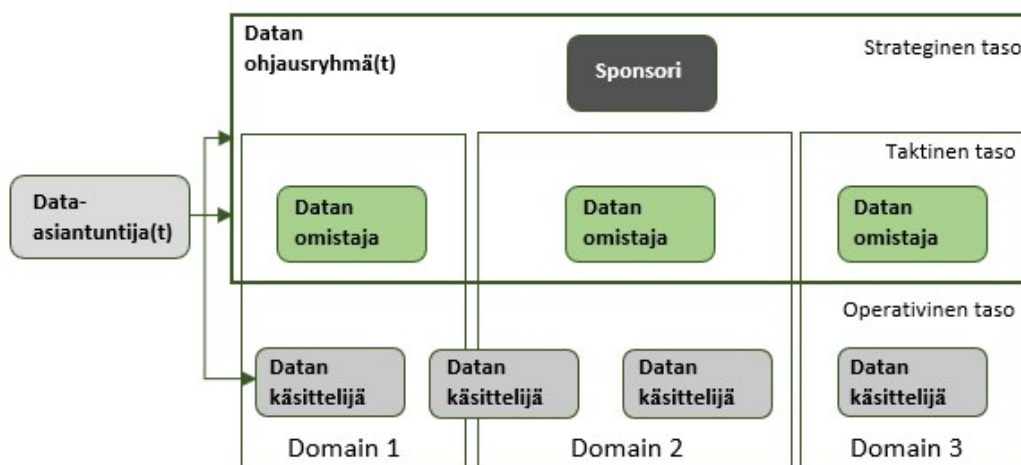 Datan
ohjausryhmä(t)
Sponsori
Strateginen taso
Taktinen taso
Data-
asiantuntija(t)
Datan
omistaja
Datan
omistaja
Datan
omistaja
Operativinen taso
Datan
käsittelijä
Datan
käsittelijä
Datan
käsittelijä
Datan
käsittelijä
Domain 1
Domain 2
Domain 3